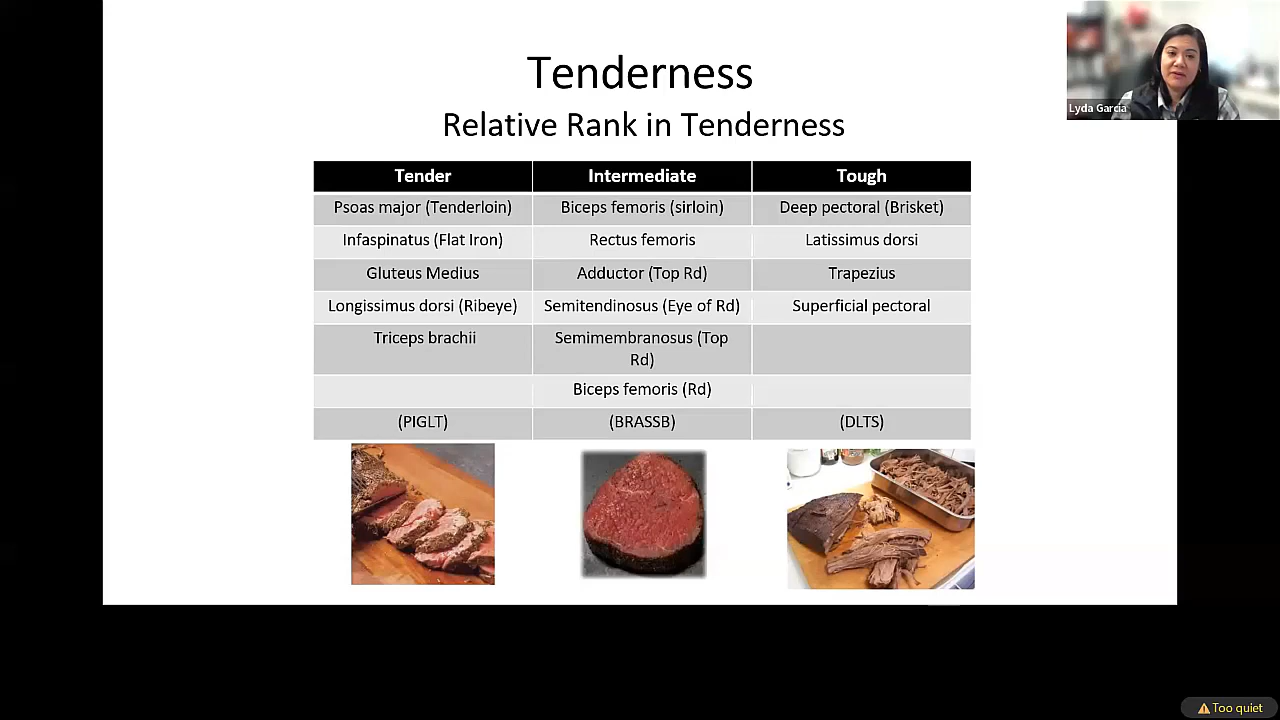 Tenderness
Relative Rank in Tenderness
Lyda Garcia
Tender Intermediate Tough
Psoas major (Tenderloin) Biceps femoris (sirloin) Deep pectoral (Brisket)
Infaspinatus (Flat Iron) Rectus femoris Latissimus dorsi
Gluteus Medius Adductor (Top Rd) Trapezius
Longissimus dorsi (Ribeye) Semitendinosus (Eye of Rd) Superficial pectoral
Triceps brachii Semimembranosus (Top
Rd)
Biceps femoris (Rd)
(PIGLT) (BRASSB) (DLTS)
Too quiet